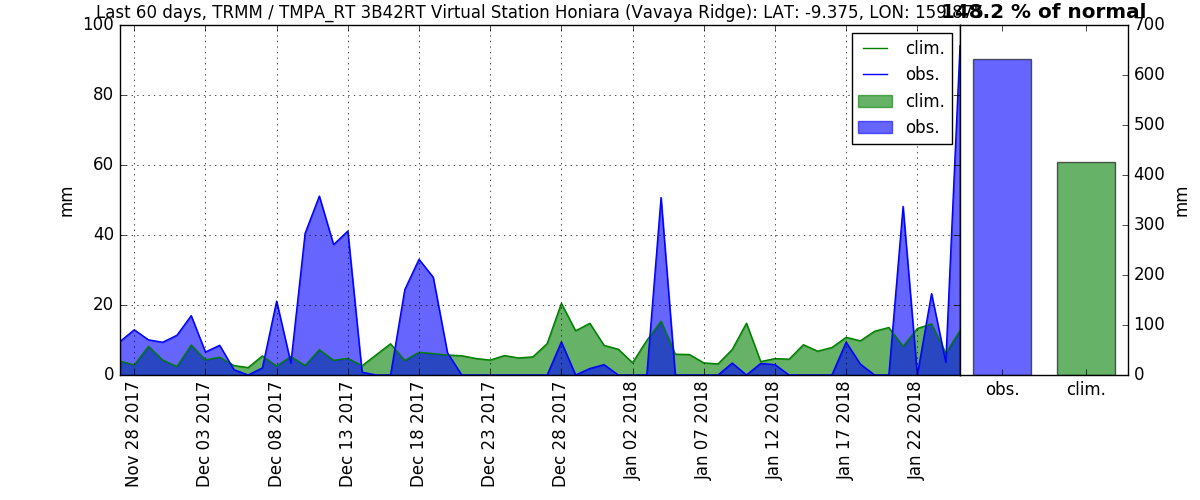 Last 60 days, TRMM / TMPA_RT 3B42RT Virtual Station Honiara (Vavaya Ridge): LAT: -9.375, LON:
148.2 % of normal
100
80
60
40
20
0
mm
clim.
obs.
clim.
obs.
Nov 28 2017
Dec 03 2017
Dec 08 2017
Dec 13 2017
Dec 18 2017
Dec 23 2017
Dec 28 2017
Jan 02 2018
Jan 07 2018
Jan 12 2018
Jan 17 2018
Jan 22 2018
700
600
500
400
300
200
100
0
mm
obs.
clim.